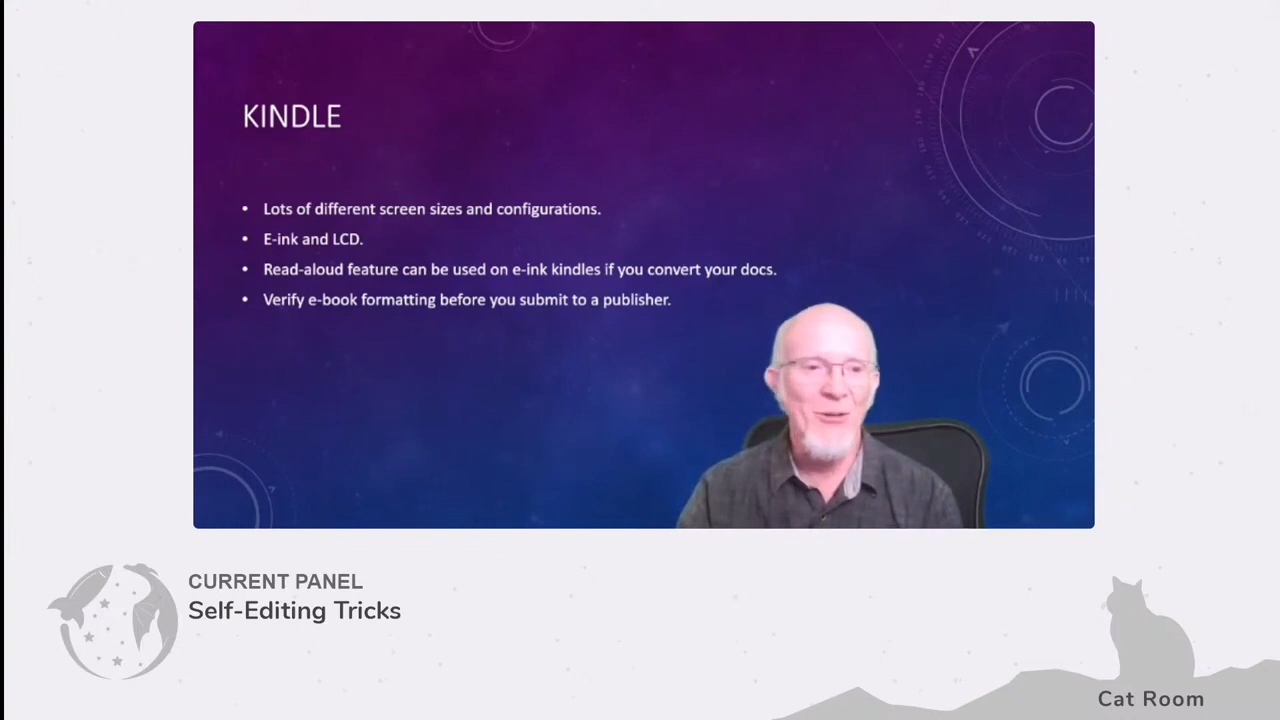 KINDLE
• Lots of different screen sizes and configurations.
• E-ink and LCD.
• Read-aloud feature can be used on e-ink kindles if you convert your docs.
• Verify e-book formatting before you submit to a publisher.
CURRENT PANEL
Self-Editing Tricks
Cat Room